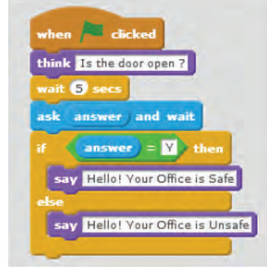 when clicked
think Is the door open ?
wait 5 secs
ask answer and wait
if answer = Y then
say Hello! Your Office is Safe
else
say Hello! Your Office is Unsafe